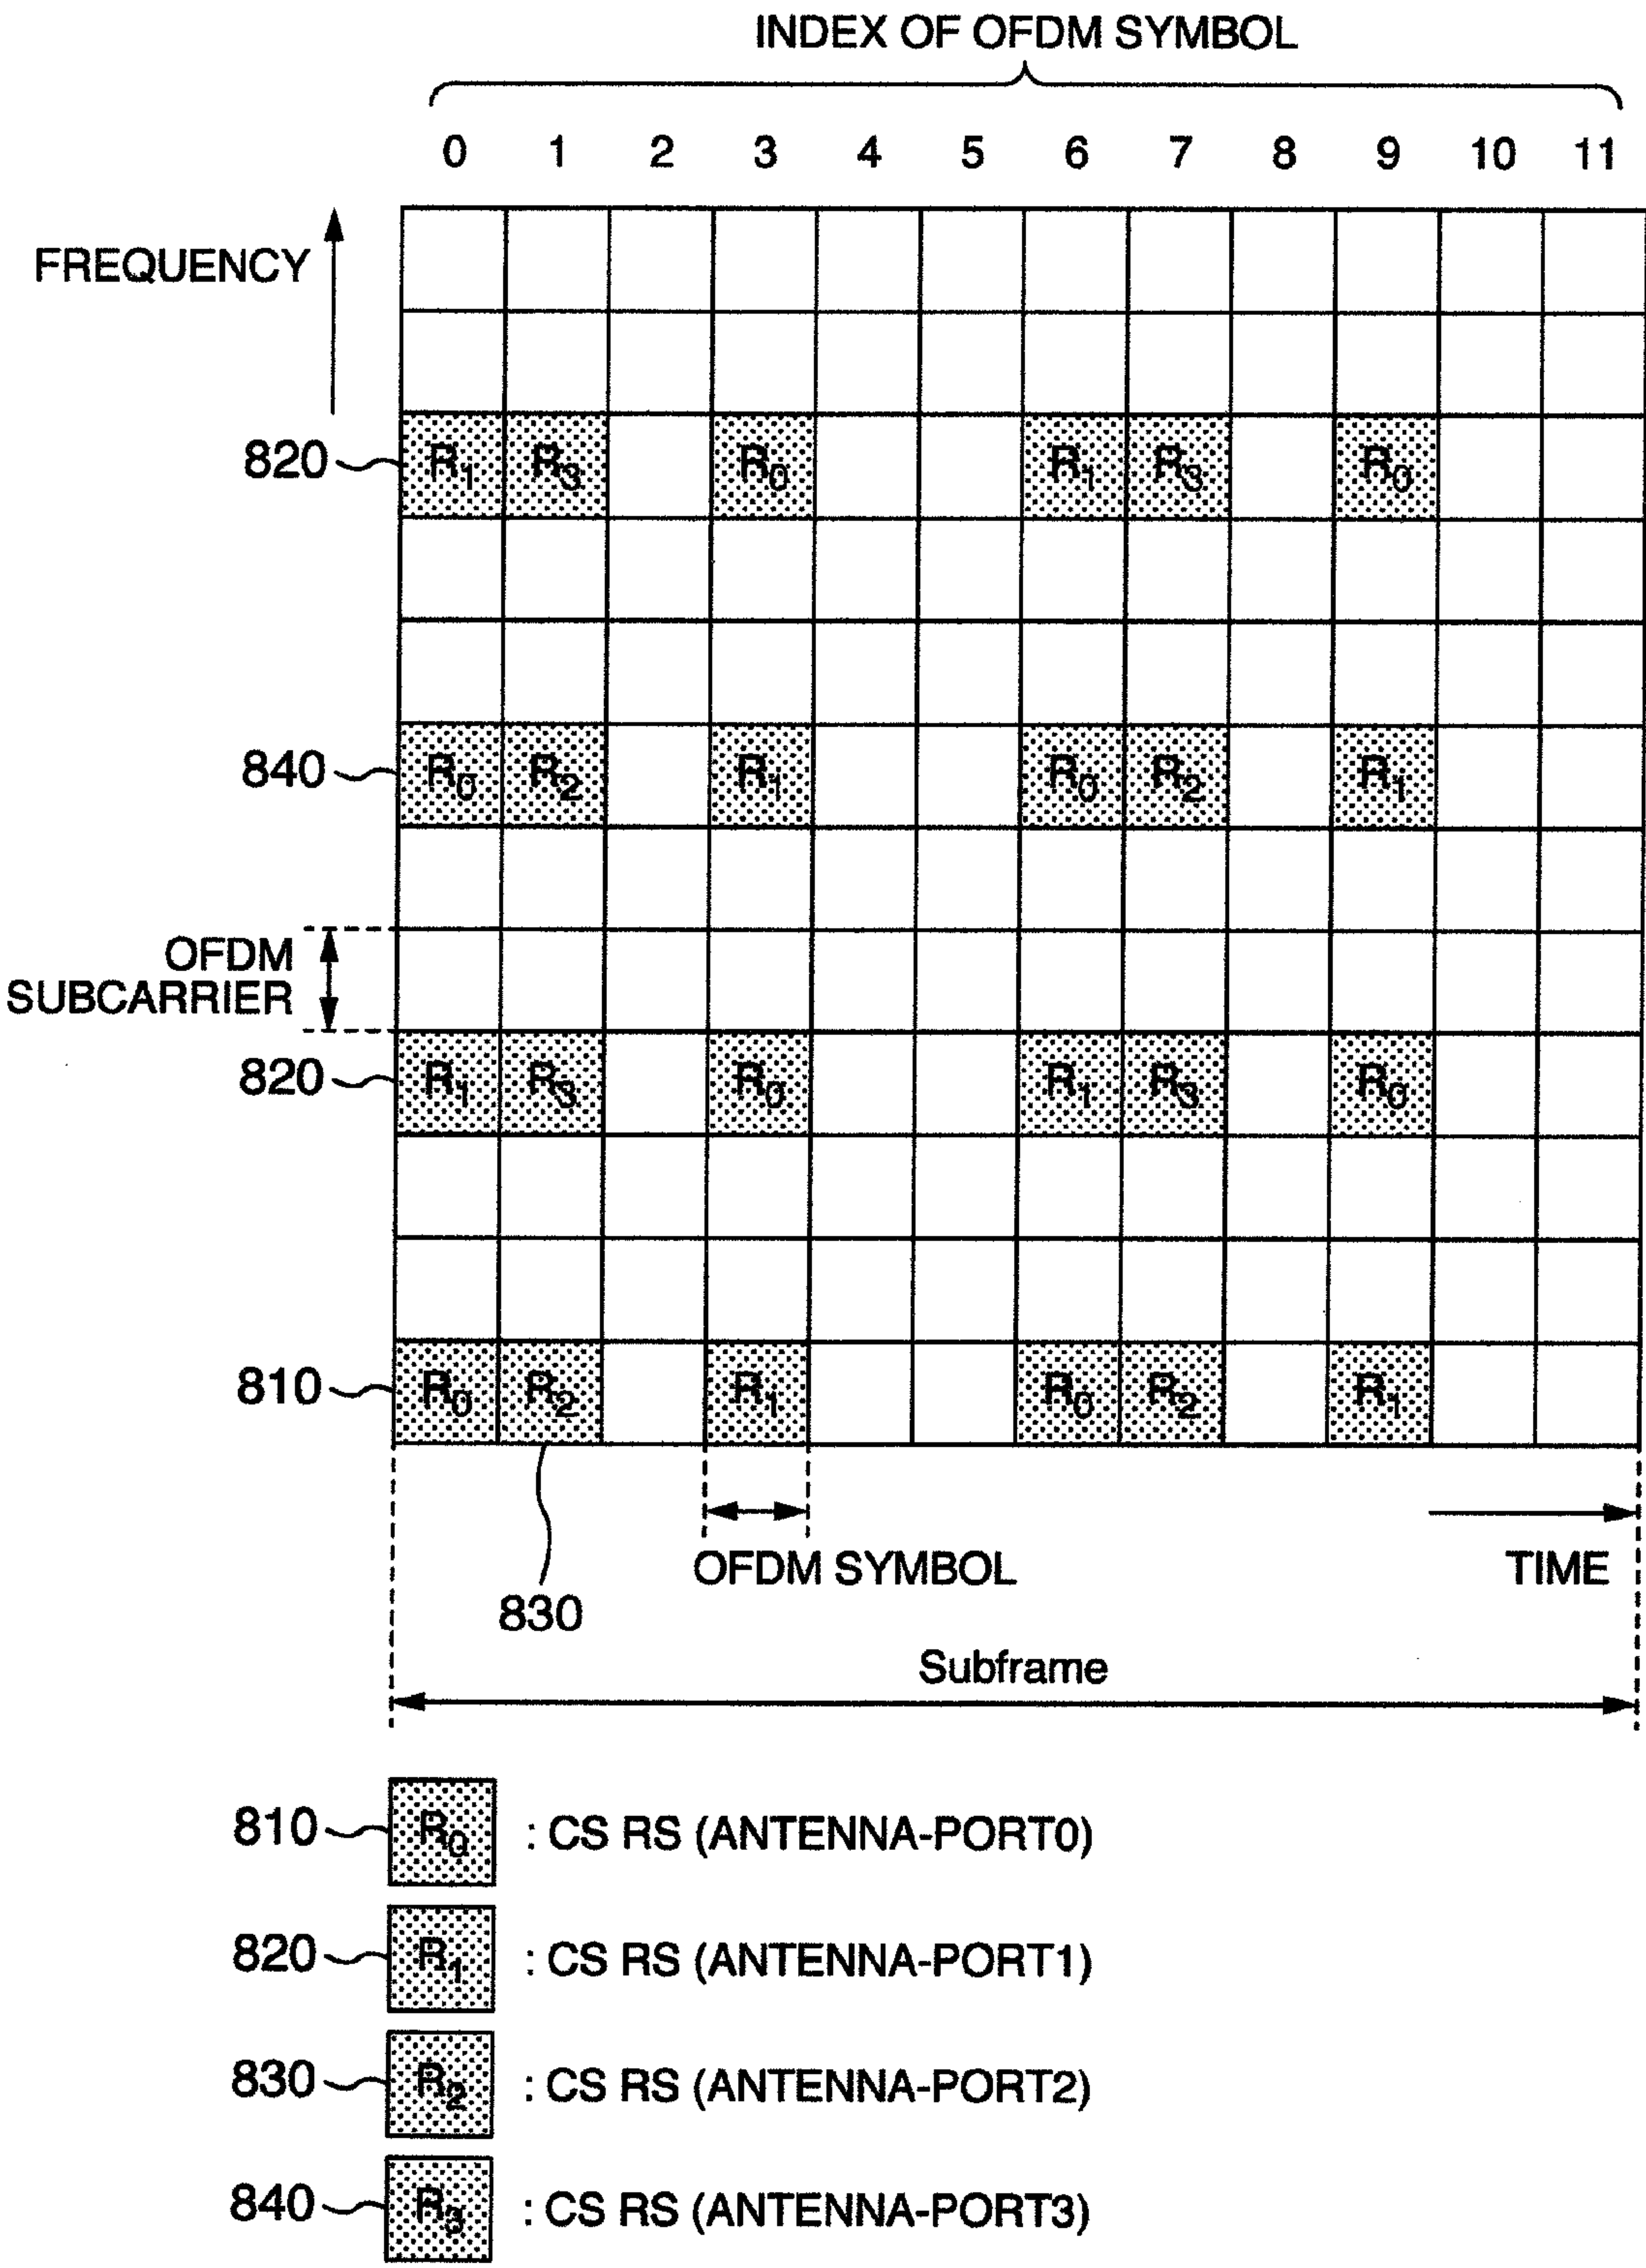 INDEX OF OFDM SYMBOL
0 1 2 3 4 5 6 7 8 9 10 11
FREQUENCY
820 R1 R3 R0 R1 R3 R0
840 R0 R2 R1 R0 R2 R1
OFDM
SUBCARRIER
820 R1 R3 R0 R1 R3 R0
810 R0 R2 R1 R0 R2 R1
OFDM SYMBOL
TIME
830
Subframe
810 R0 : CS RS (ANTENNA-PORT0)
820 R1 : CS RS (ANTENNA-PORT1)
830 R2 : CS RS (ANTENNA-PORT2)
840 R3 : CS RS (ANTENNA-PORT3)